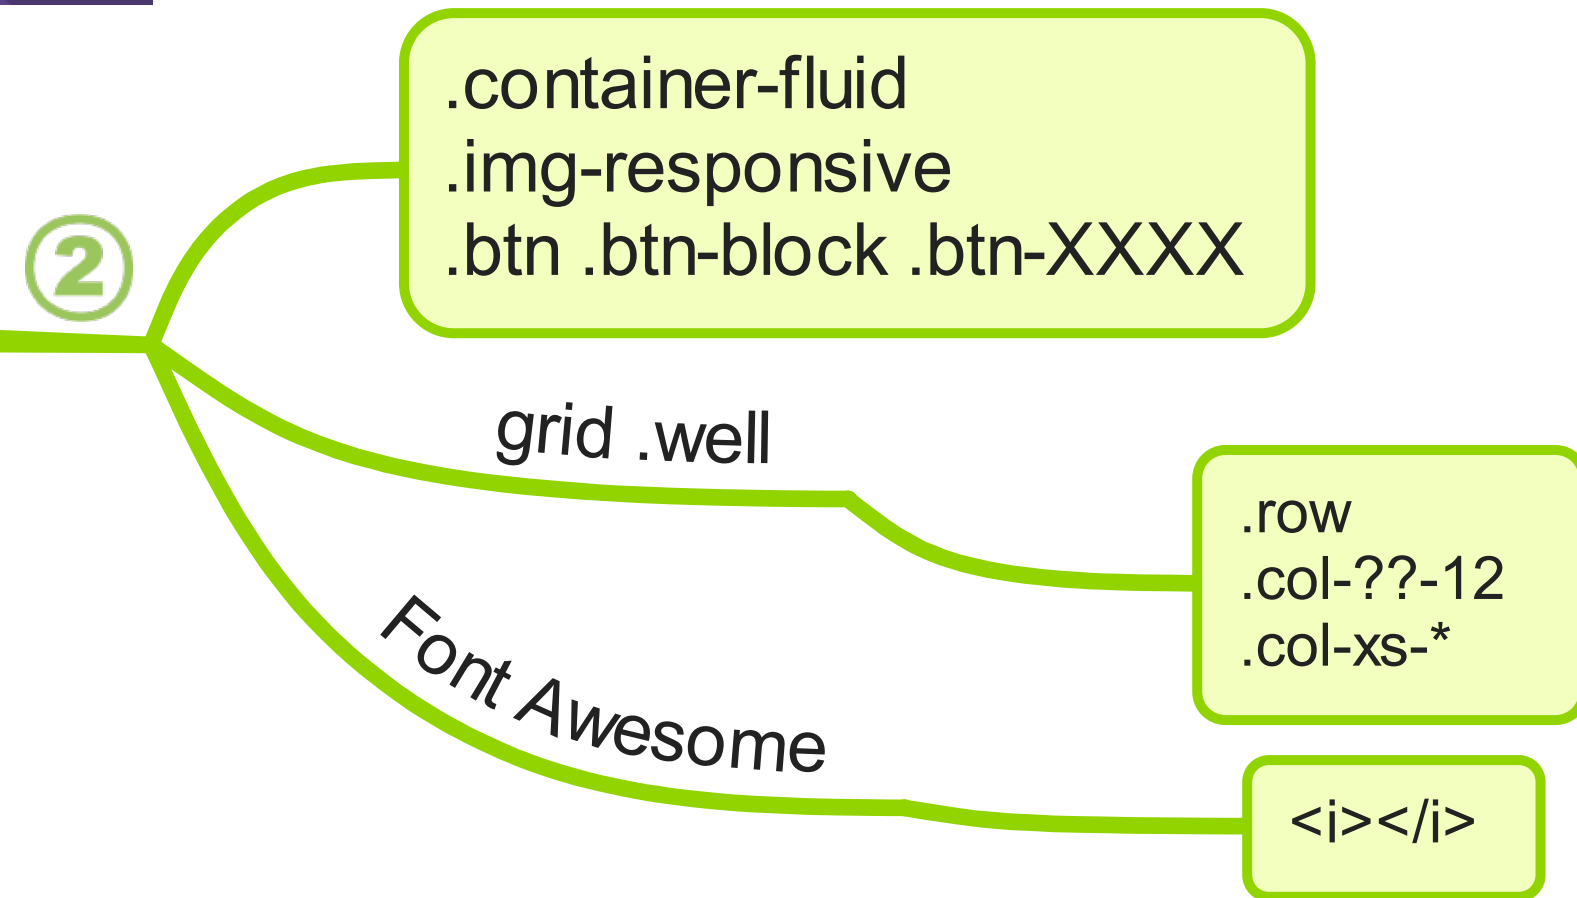 ②
.container-fluid
.img-responsive
.btn .btn-block .btn-XXXX
grid .well
.row
.col-??-12
.col-xs-*
Font Awesome
<i></i>